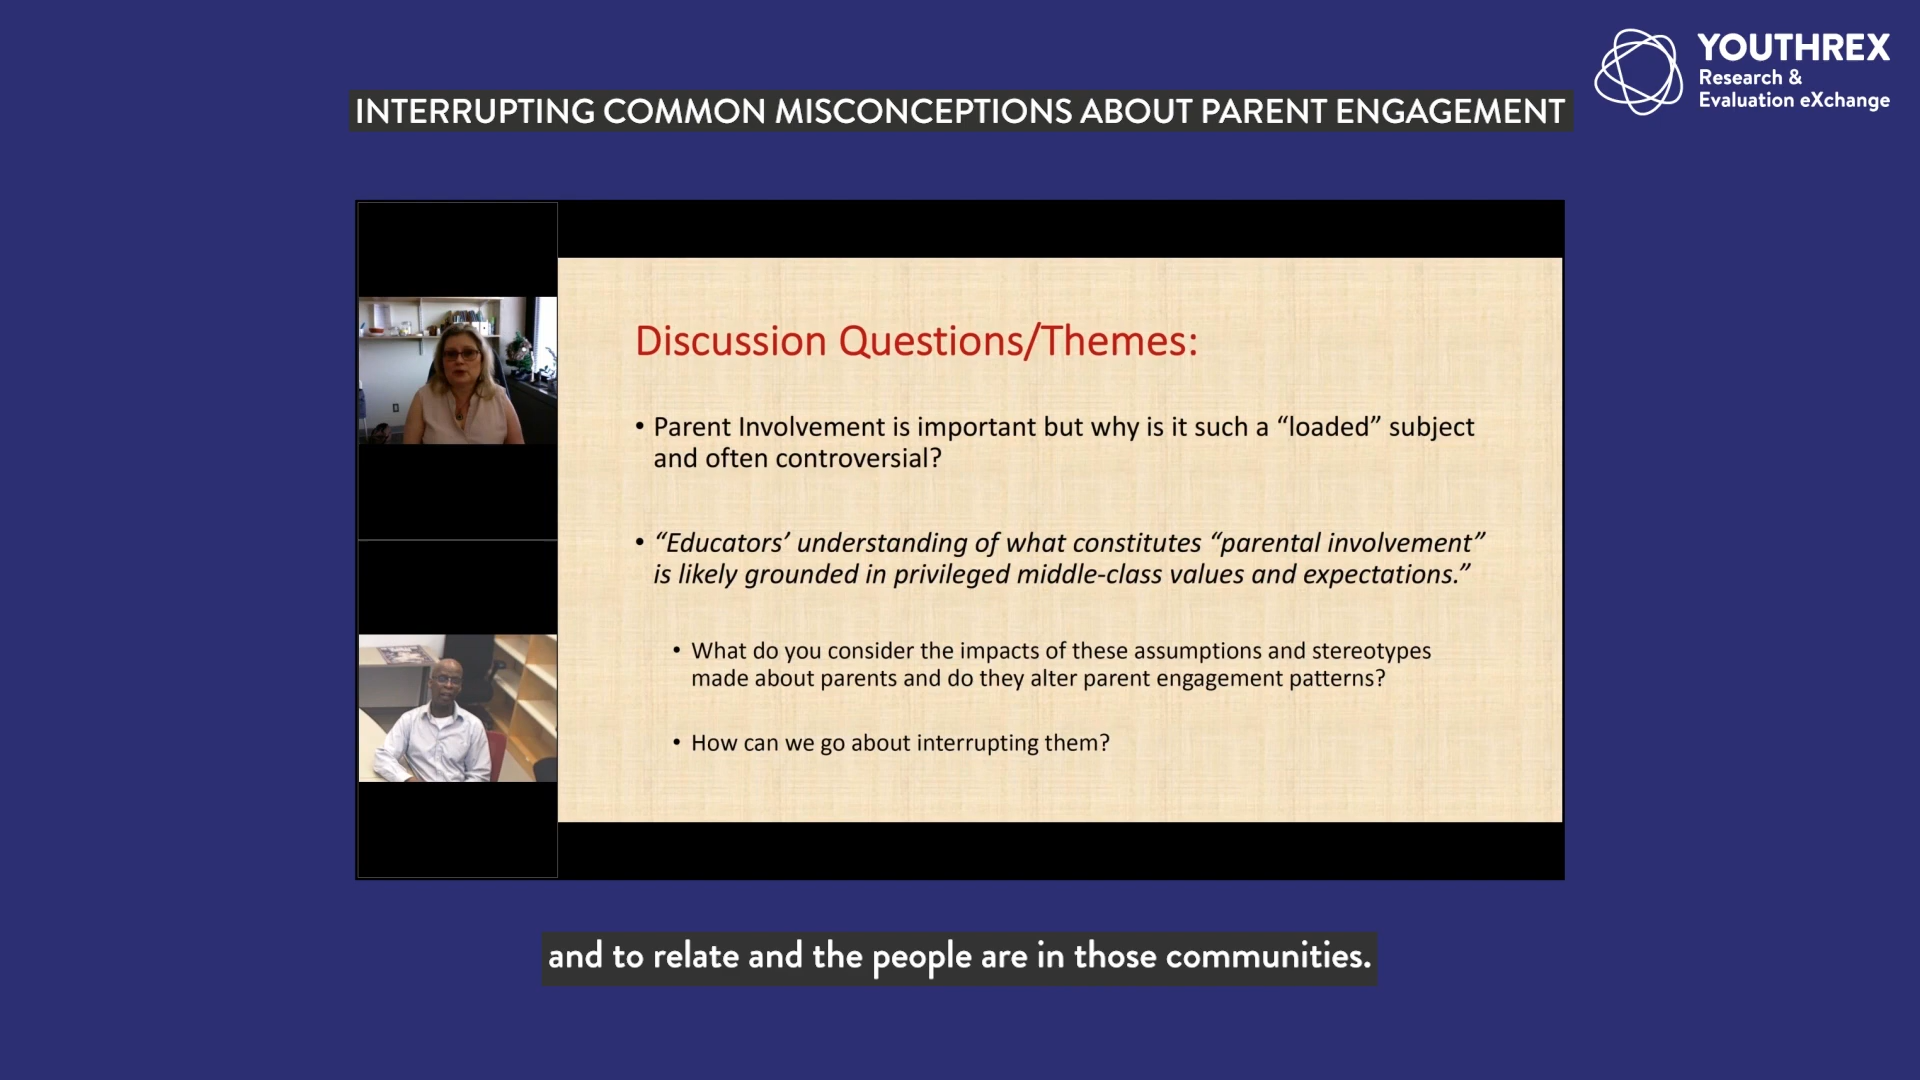 YOUTHREX
Research &
Evaluation eXchange
INTERRUPTING COMMON MISCONCEPTIONS ABOUT PARENT ENGAGEMENT
Discussion Questions/Themes:
• Parent Involvement is important but why is it such a “loaded” subject
and often controversial?
• “Educators’ understanding of what constitutes “parental involvement”
is likely grounded in privileged middle-class values and expectations.”
• What do you consider the impacts of these assumptions and stereotypes
made about parents and do they alter parent engagement patterns?
• How can we go about interrupting them?
and to relate and the people are in those communities.